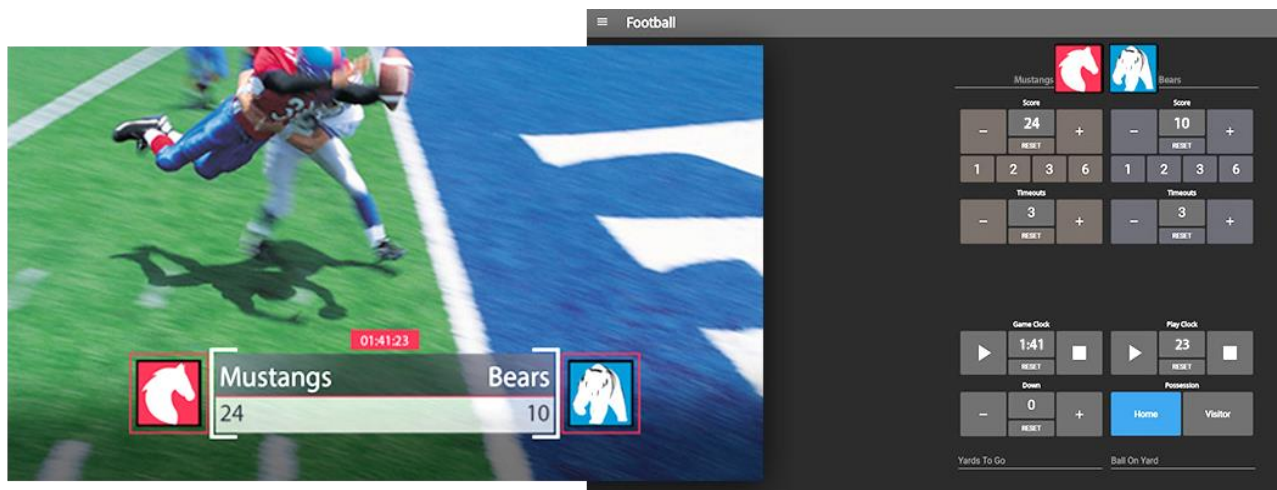 Football
Mustangs Bears
Score Score
24 10
- + - +
RESET RESET
1 2 3 6 1 2 3 6
Timeouts Timeouts
3 3
- + - +
RESET RESET
Game Clock Play Clock
1:41 23
RESET RESET
Down Possession
0
- + Home Visitor
RESET
Yards To Go Ball On Yard
01:41:23
Mustangs Bears
24 10